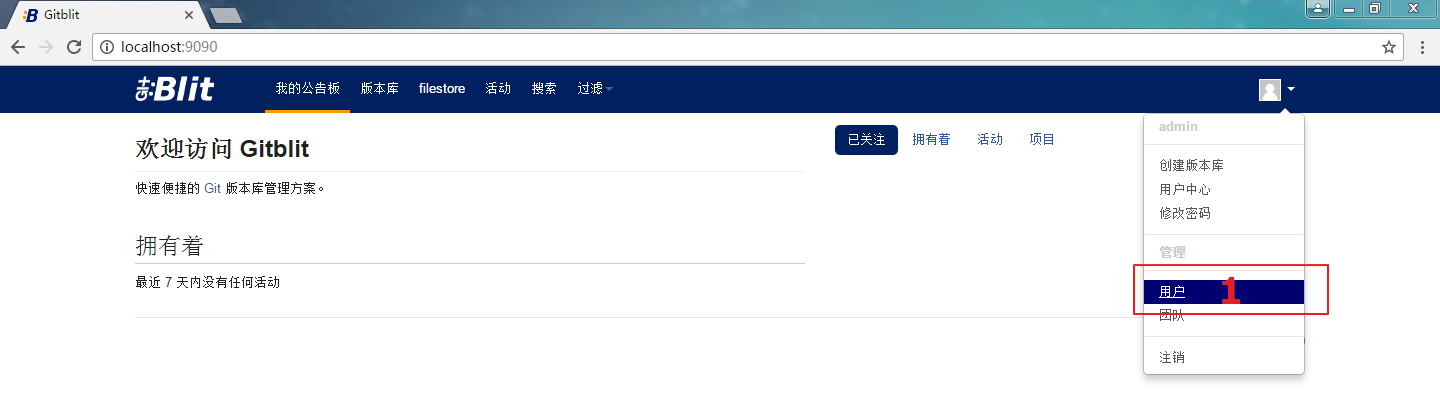 Gitblit
localhost:9090
git:Blit 我的公告板 版本库 filestore 活动 搜索 过滤
欢迎访问 Gitblit
快速便捷的 Git 版本库管理方案。
拥有着
最近 7 天内没有任何活动
已关注 拥有着 活动 项目
admin
创建版本库
用户中心
修改密码
管理
用户 1
团队
注销